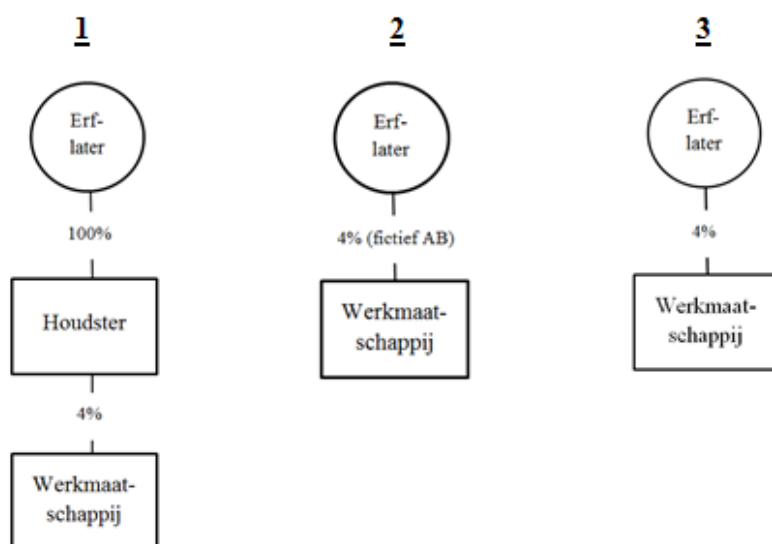 1
2
3
Erf-
later
Erf-
later
Erf-
later
100%
4% (fictief AB)
4%
Houdster
Werkmaat-
schappij
Werkmaat-
schappij
4%
Werkmaat-
schappij